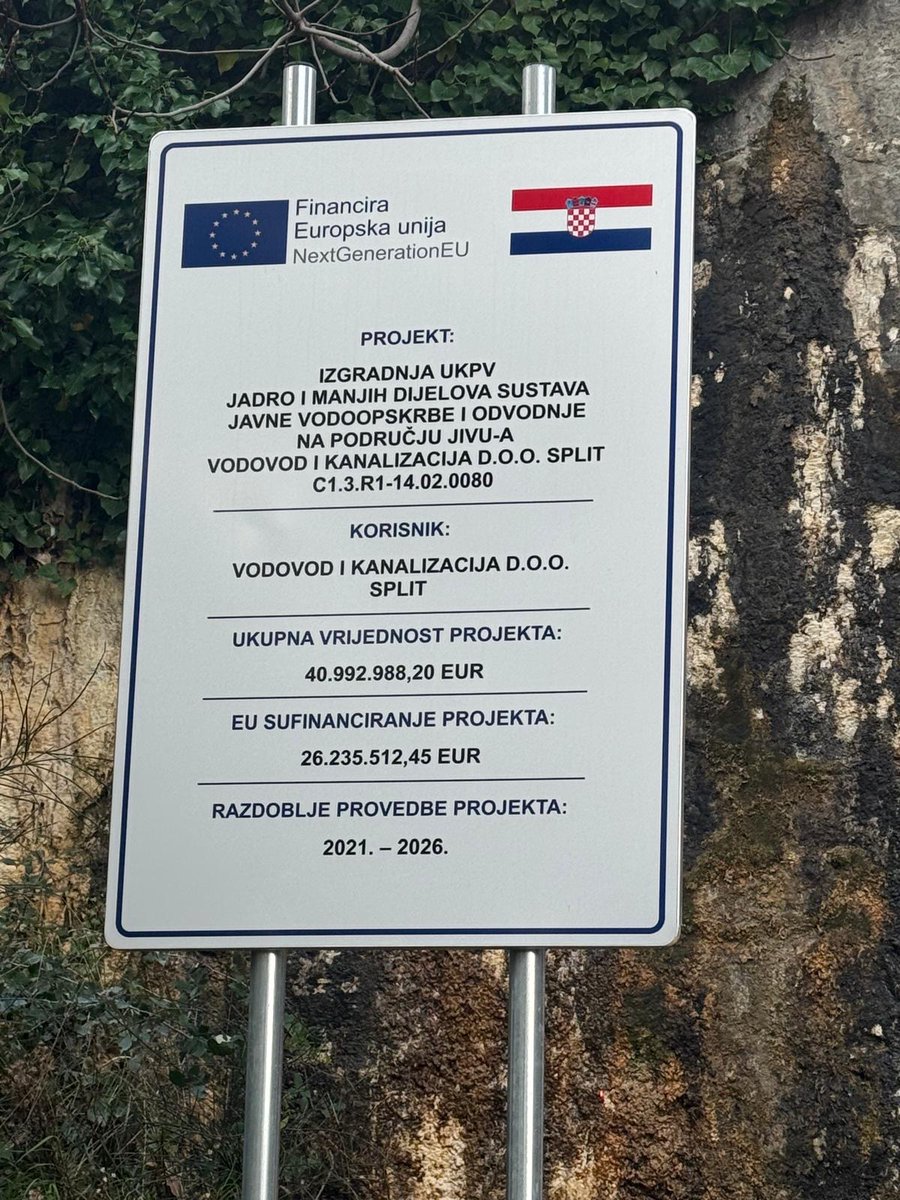 Financira
Europska unija
NextGenerationEU
PROJEKT:
IZGRADNJA UKPV
JADRO I MANJIH DIJELOVA SUSTAVA
JAVNE VODOOPSKRBE I ODVODNJE
NA PODRUČJU JIVU-A
VODOVOD I KANALIZACIJA D.O.O. SPLIT
C1.3.R1-14.02.0080
KORISNIK:
VODOVOD I KANALIZACIJA D.O.O.
SPLIT
UKUPNA VRIJEDNOST PROJEKTA:
40.992.988,20 EUR
EU SUFINANCIRANJE PROJEKTA:
26.235.512,45 EUR
RAZDOBLJE PROVEDBE PROJEKTA:
2021. – 2026.